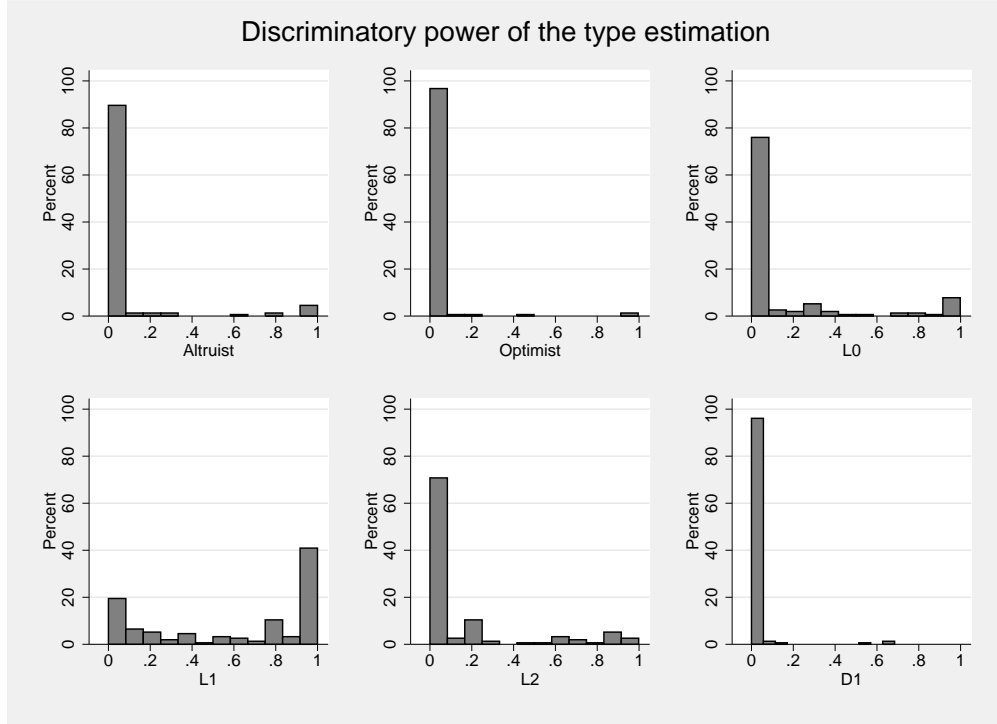 Discriminatory power of the type estimation
Percent
0 20 40 60 80 100
0 .2 .4 .6 .8 1
Altruist
Percent
0 20 40 60 80 100
0 .2 .4 .6 .8 1
Optimist
Percent
0 20 40 60 80 100
0 .2 .4 .6 .8 1
L0
Percent
0 20 40 60 80 100
0 .2 .4 .6 .8 1
L1
Percent
0 20 40 60 80 100
0 .2 .4 .6 .8 1
L2
Percent
0 20 40 60 80 100
0 .2 .4 .6 .8 1
D1